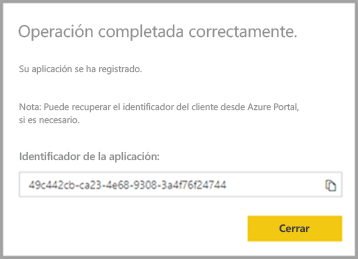 Operación completada correctamente.
Su aplicación se ha registrado.
Nota: Puede recuperar el identificador del cliente desde Azure Portal,
si es necesario.
Identificador de la aplicación:
49c442cb-ca23-4e68-9308-3a4f76f24744
Cerrar